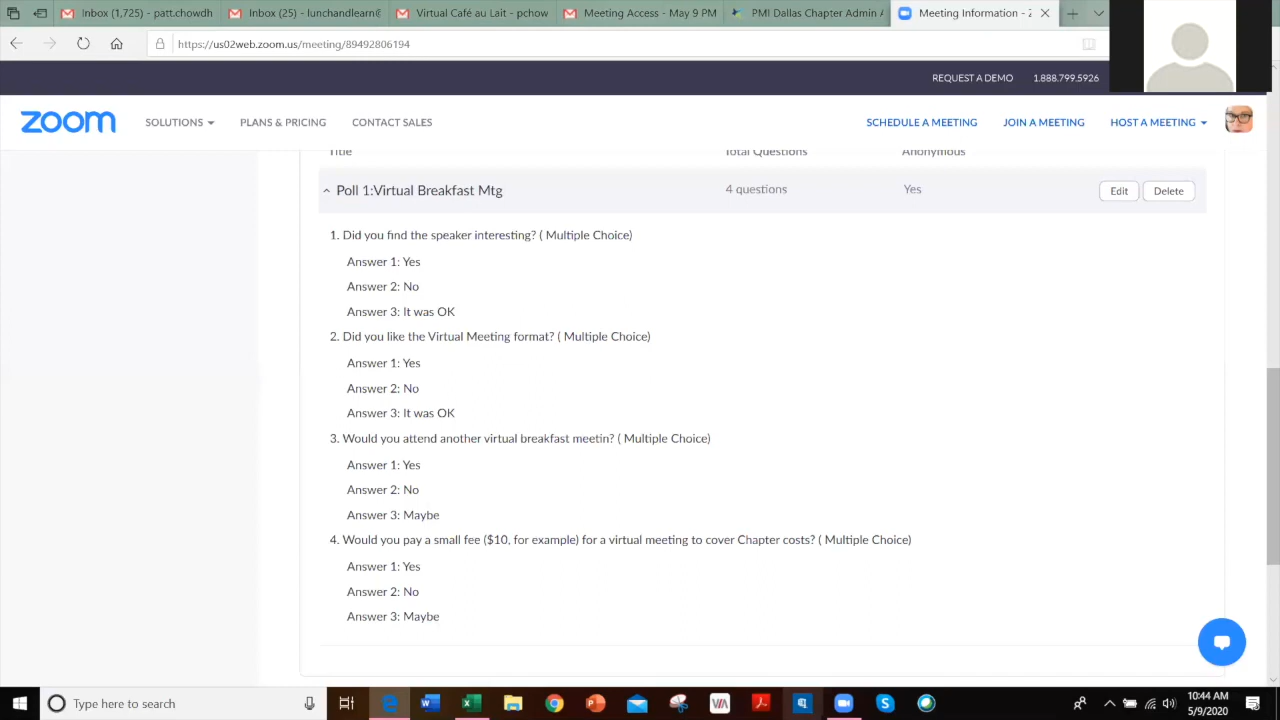 Inbox (1,725) - patt.chowdh
Inbox (25) - lunchandlearn@
Virtual Café au Lait - pchow
Meeting Access - May 9 PM
PMI Dallas Chapter Admin A
Meeting Information - Z
https://us02web.zoom.us/meeting/89492806194
REQUEST A DEMO 1.888.799.5926
zoom SOLUTIONS PLANS & PRICING CONTACT SALES SCHEDULE A MEETING JOIN A MEETING HOST A MEETING
Title Total Questions Anonymous
Poll 1:Virtual Breakfast Mtg 4 questions Yes Edit Delete
1. Did you find the speaker interesting? ( Multiple Choice)
Answer 1: Yes
Answer 2: No
Answer 3: It was OK
2. Did you like the Virtual Meeting format? ( Multiple Choice)
Answer 1: Yes
Answer 2: No
Answer 3: It was OK
3. Would you attend another virtual breakfast meetin? ( Multiple Choice)
Answer 1: Yes
Answer 2: No
Answer 3: Maybe
4. Would you pay a small fee ($10, for example) for a virtual meeting to cover Chapter costs? ( Multiple Choice)
Answer 1: Yes
Answer 2: No
Answer 3: Maybe
Type here to search
10:44 AM
5/9/2020